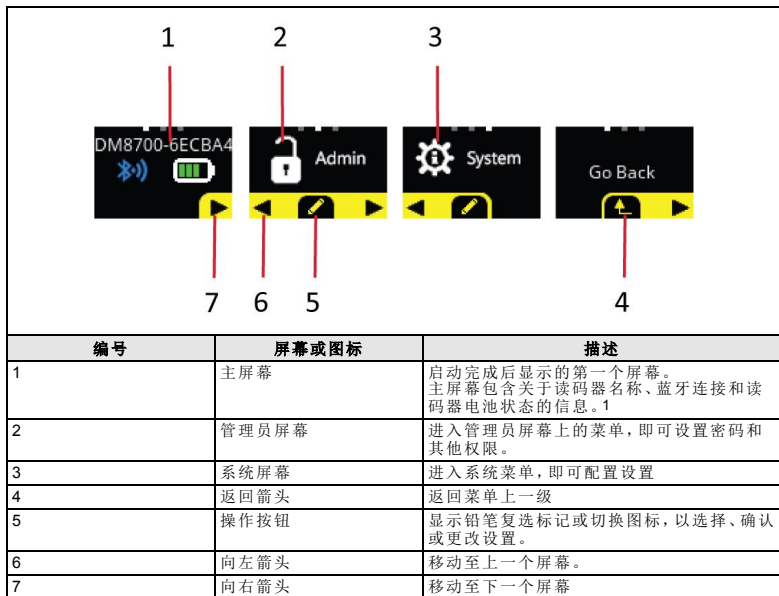 1
2
3
DM8700-6ECBA4
Admin
System
Go Back
7
6
5
4
编号 屏幕或图标 描述
1 主屏幕 启动完成后显示的第一个屏幕。
主屏幕包含关于读码器名称、蓝牙连接和读
码器电池状态的信息。1
2 管理员屏幕 进入管理员屏幕上的菜单，即可设置密码和
其他权限。
3 系统屏幕 进入系统菜单，即可配置设置
4 返回箭头 返回菜单上一级
5 操作按钮 显示铅笔复选标记或切换图标，以选择、确认
或更改设置。
6 向左箭头 移动至上一个屏幕。
7 向右箭头 移动至下一个屏幕